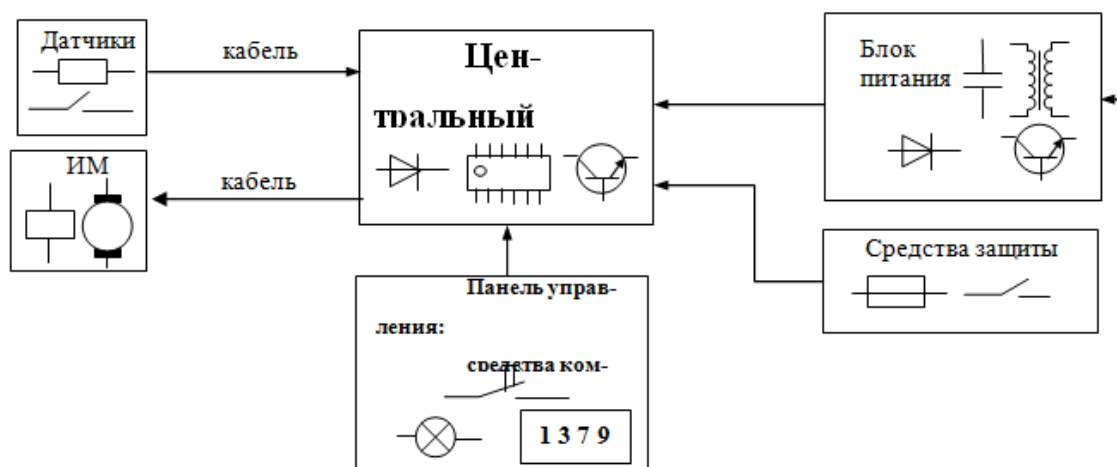 Датчики
кабель
ИМ
кабель
Цен-
тральный
Блок
питания
Средства защиты
Панель управ-
ления:
средства ком-
1 3 7 9